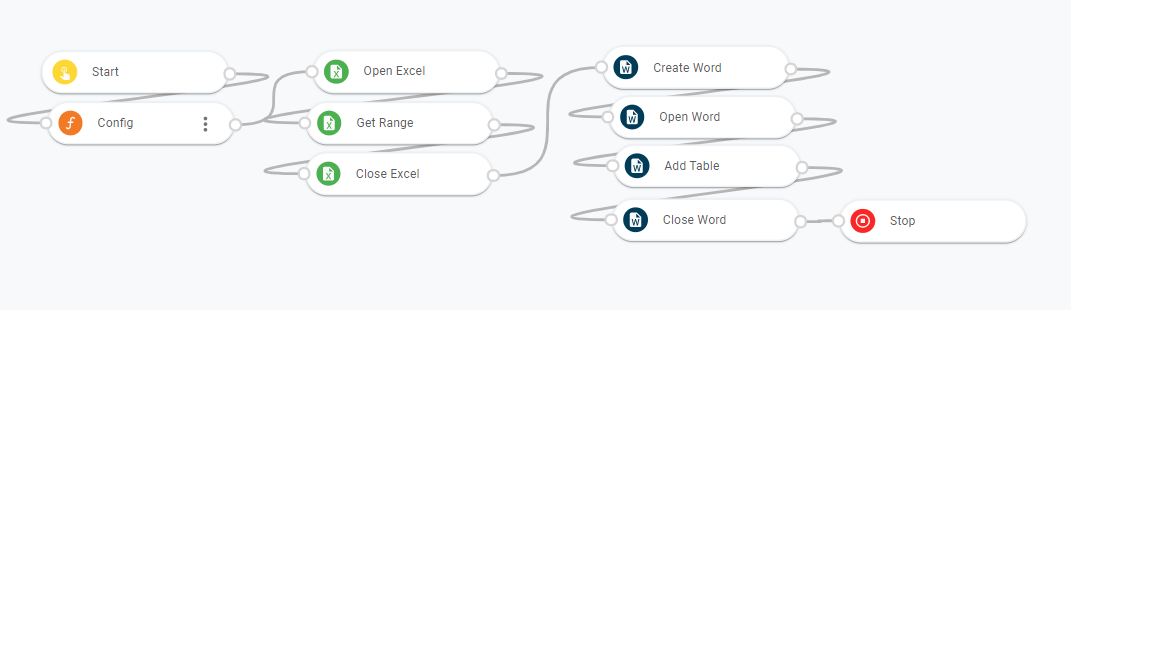 Start
Config
Open Excel
Get Range
Close Excel
Create Word
Open Word
Add Table
Close Word
Stop